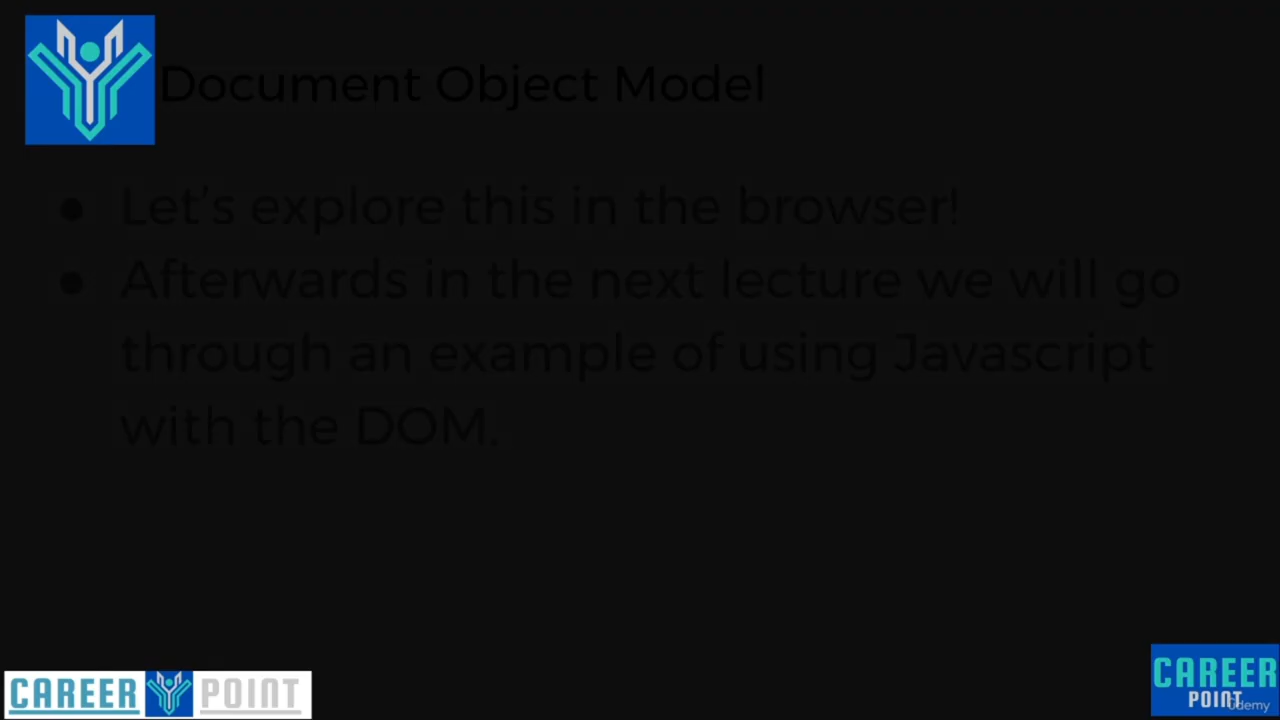 Document Object Model
● Let's explore this in the browser!
● Afterwards in the next lecture we will go
through an example of using Javascript
with the DOM.
CAREER POINT
CAREER
POINT
Udemy